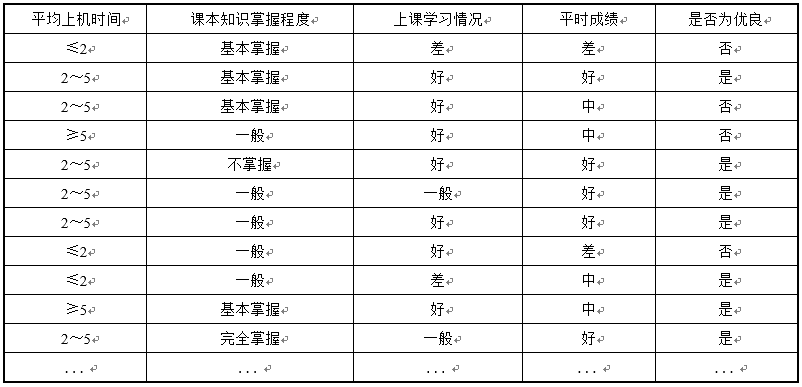 平均上机时间 课本知识掌握程度 上课学习情况 平时成绩 是否为优良
≤2 基本掌握 差 差 否
2～5 基本掌握 好 好 是
2～5 基本掌握 好 中 否
≥5 一般 好 中 否
2～5 不掌握 好 好 是
2～5 一般 一般 好 是
2～5 一般 好 好 是
≤2 一般 好 差 否
≤2 一般 差 中 是
≥5 基本掌握 好 中 是
2～5 完全掌握 一般 好 是
... ... ... ... ...